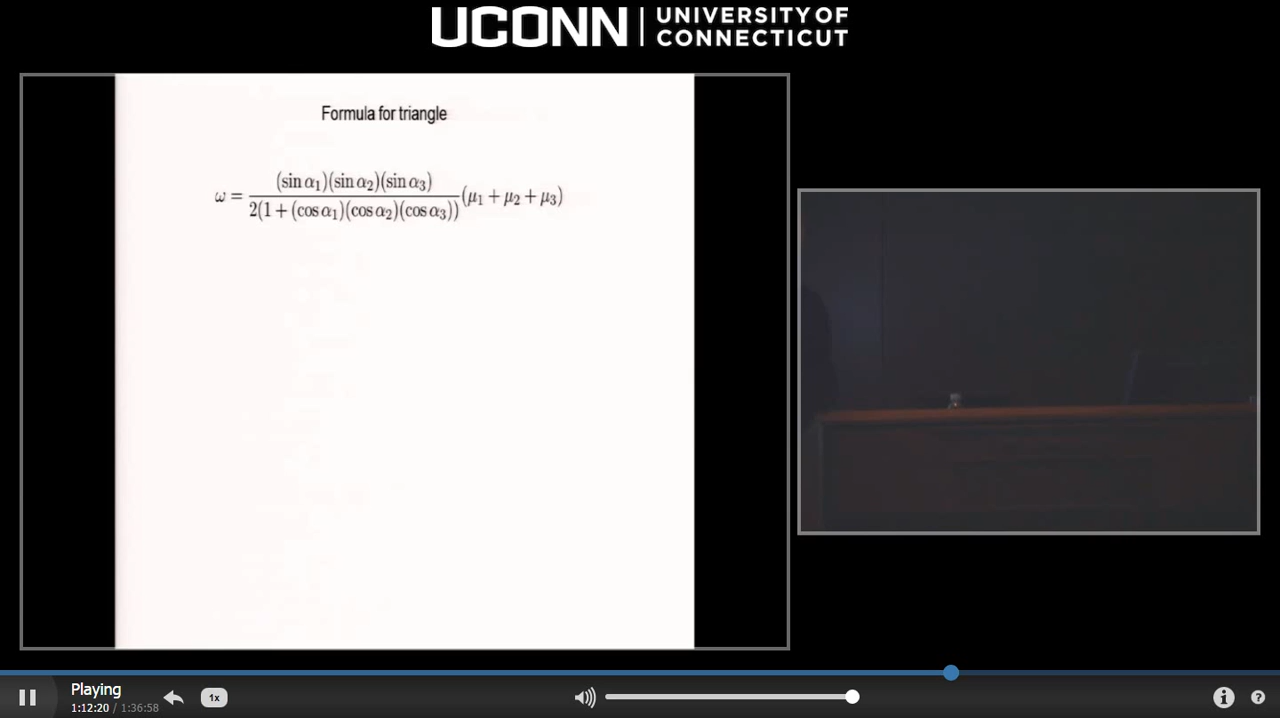 UCONN | UNIVERSITY OF
CONNECTICUT
Formula for triangle
ω = (sin α₁)(sin α₂)(sin α₃) / 2(1 + (cos α₁)(cos α₂)(cos α₃)) (μ₁ + μ₂ + μ₃)
Playing
1x
1:12:20 / 1:36:58
i
?